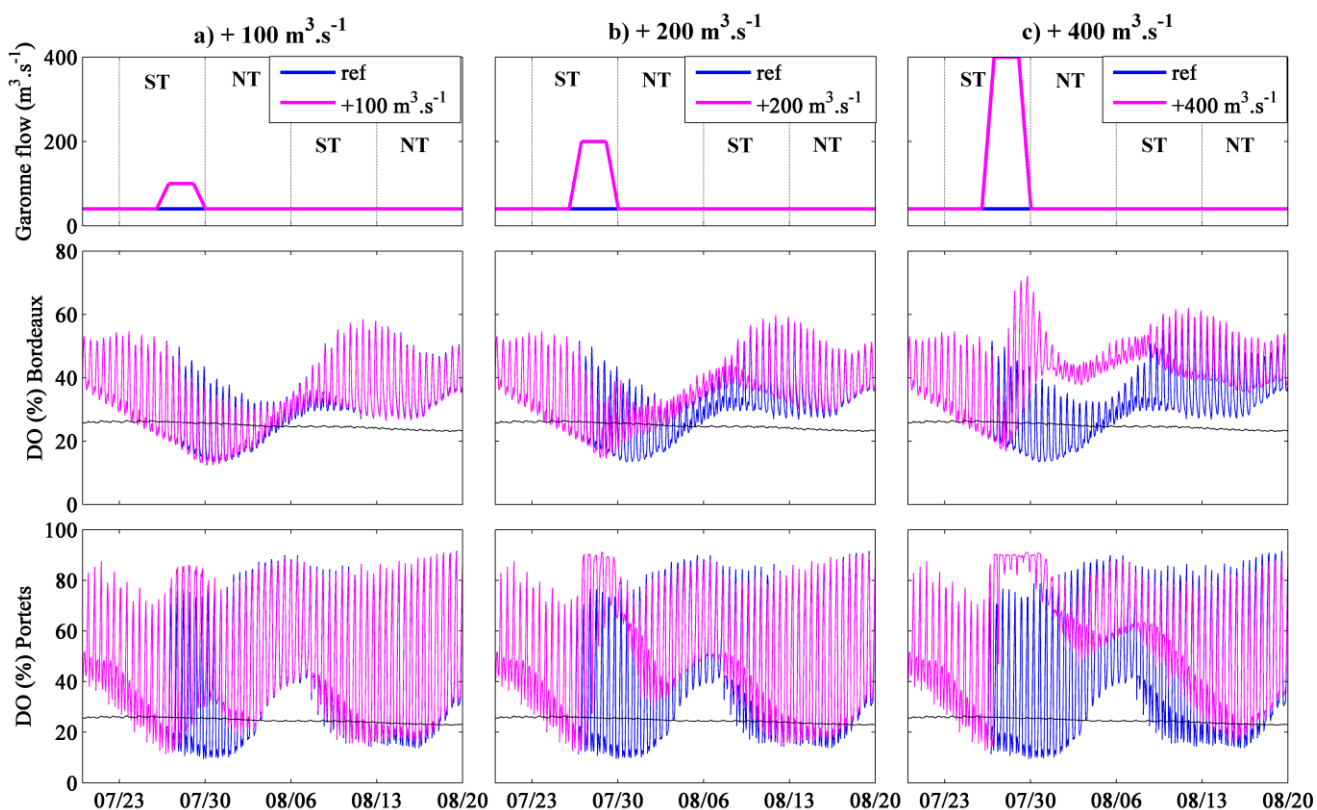 a) + 100 m³.s⁻¹ b) + 200 m³.s⁻¹ c) + 400 m³.s⁻¹
Garonne flow (m³.s⁻¹)
400
200
0
ST NT
ref
+100 m³.s⁻¹
ST NT
ST NT
ref
+200 m³.s⁻¹
ST NT
ST NT
ref
+400 m³.s⁻¹
ST NT
DO (%) Bordeaux
80
60
40
20
0
DO (%) Portets
100
80
60
40
20
0
07/23 07/30 08/06 08/13 08/20
07/23 07/30 08/06 08/13 08/20
07/23 07/30 08/06 08/13 08/20